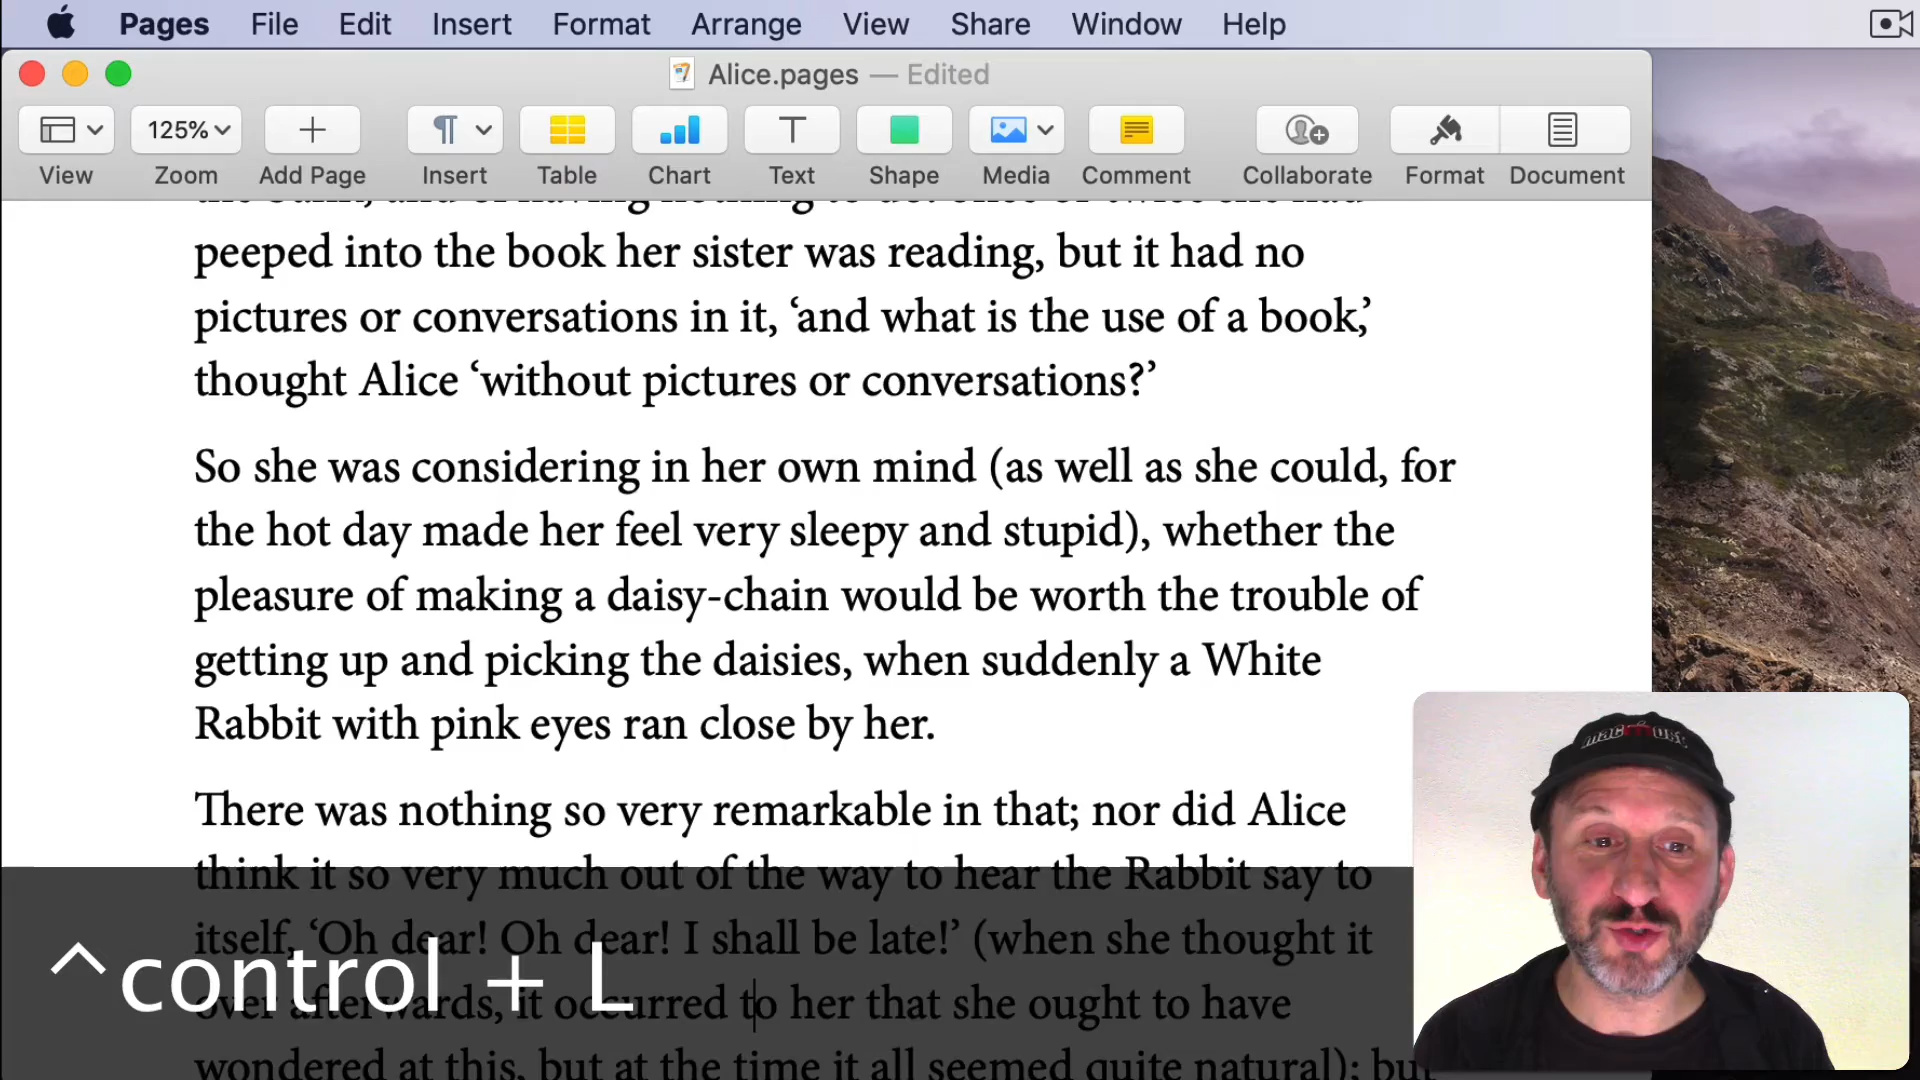 Pages File Edit Insert Format Arrange View Share Window Help
Alice.pages — Edited
125%
View Zoom Add Page Insert Table Chart Text Shape Media Comment Collaborate Format Document
peeped into the book her sister was reading, but it had no
pictures or conversations in it, ‘and what is the use of a book,’
thought Alice ‘without pictures or conversations?’
So she was considering in her own mind (as well as she could, for
the hot day made her feel very sleepy and stupid), whether the
pleasure of making a daisy-chain would be worth the trouble of
getting up and picking the daisies, when suddenly a White
Rabbit with pink eyes ran close by her.
There was nothing so very remarkable in that; nor did Alice
think it so very much out of the way to hear the Rabbit say to
itself, ‘Oh dear! Oh dear! I shall be late!’ (when she thought it
over afterwards, it occurred to her that she ought to have
wondered at this, but at the time it all seemed quite natural); but
^control + L
macmost